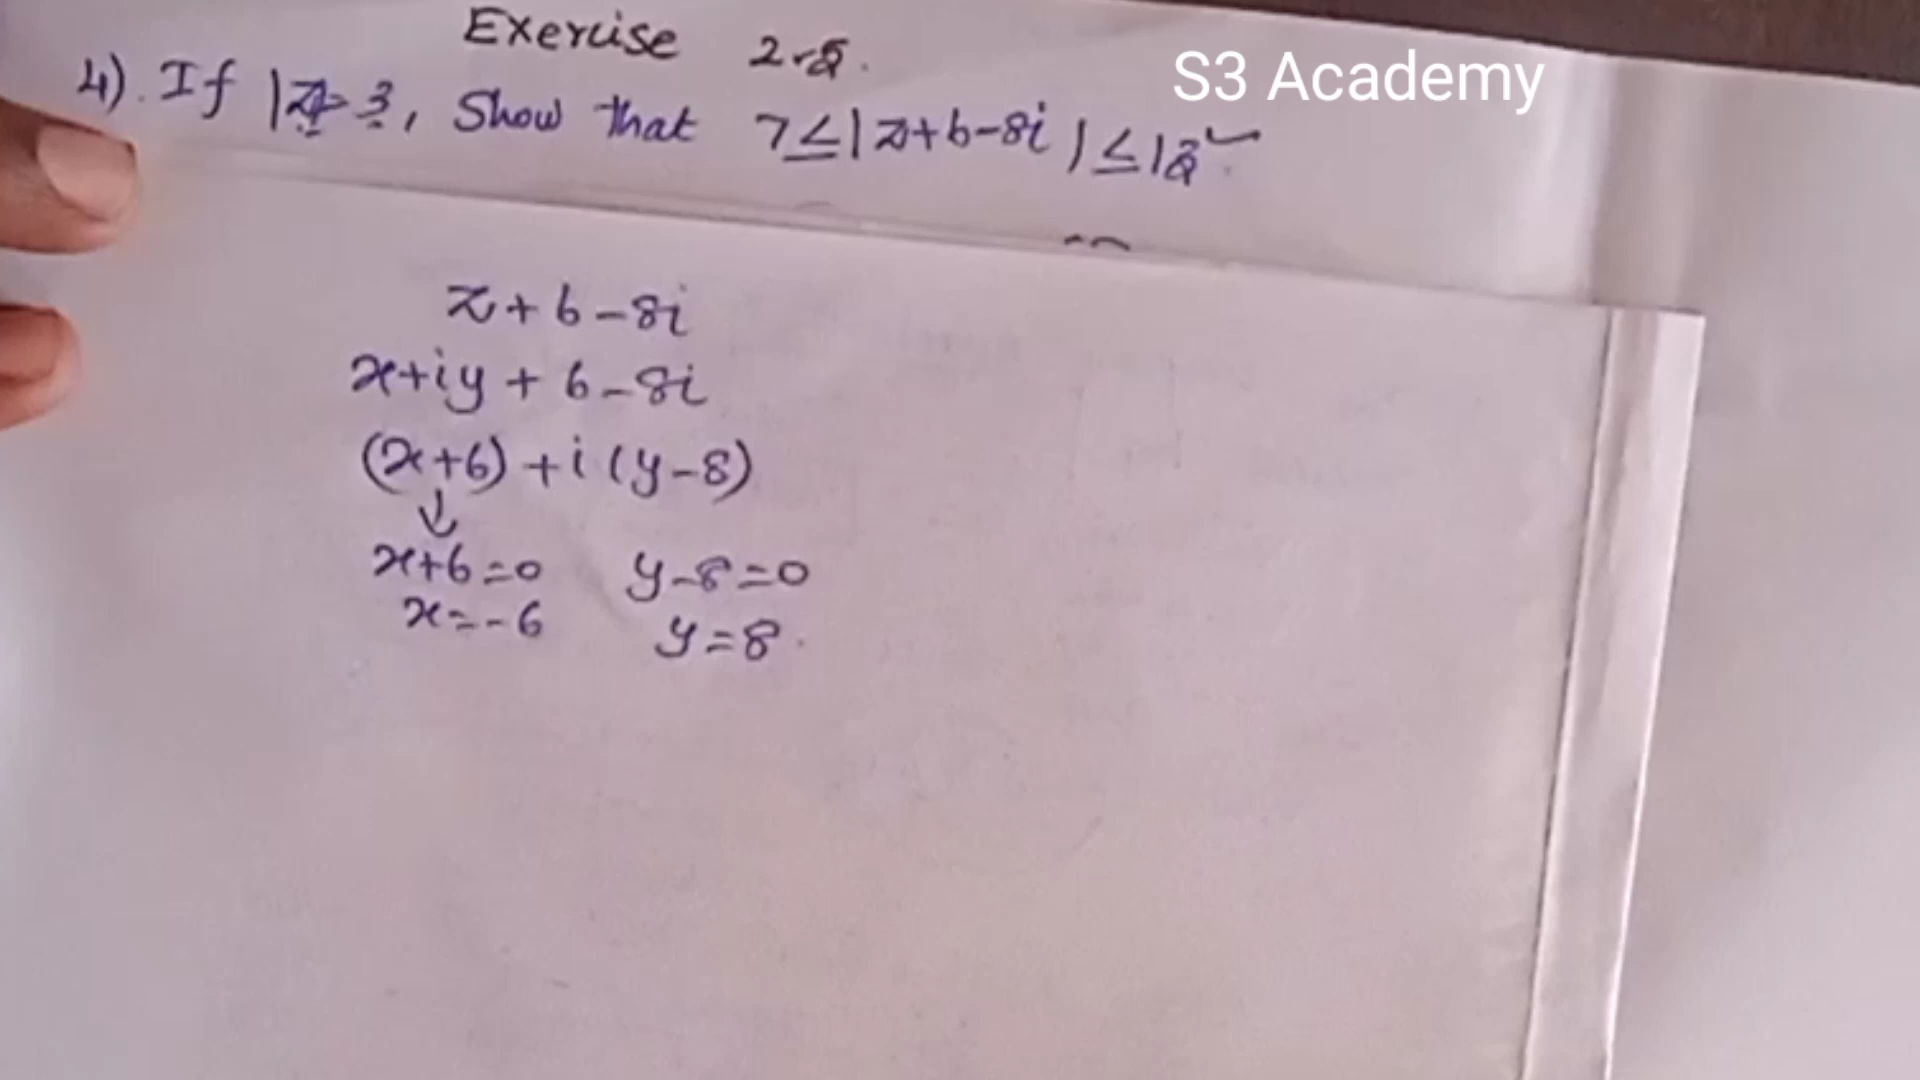 Exercise 2.5.
S3 Academy
4). If |z|= 3, Show that 7≤|z+6-8i|≤13
z+6-8i
x+iy+6-8i
(x+6)+i(y-8)
↓
x+6=0 y-8=0
x=-6 y=8.